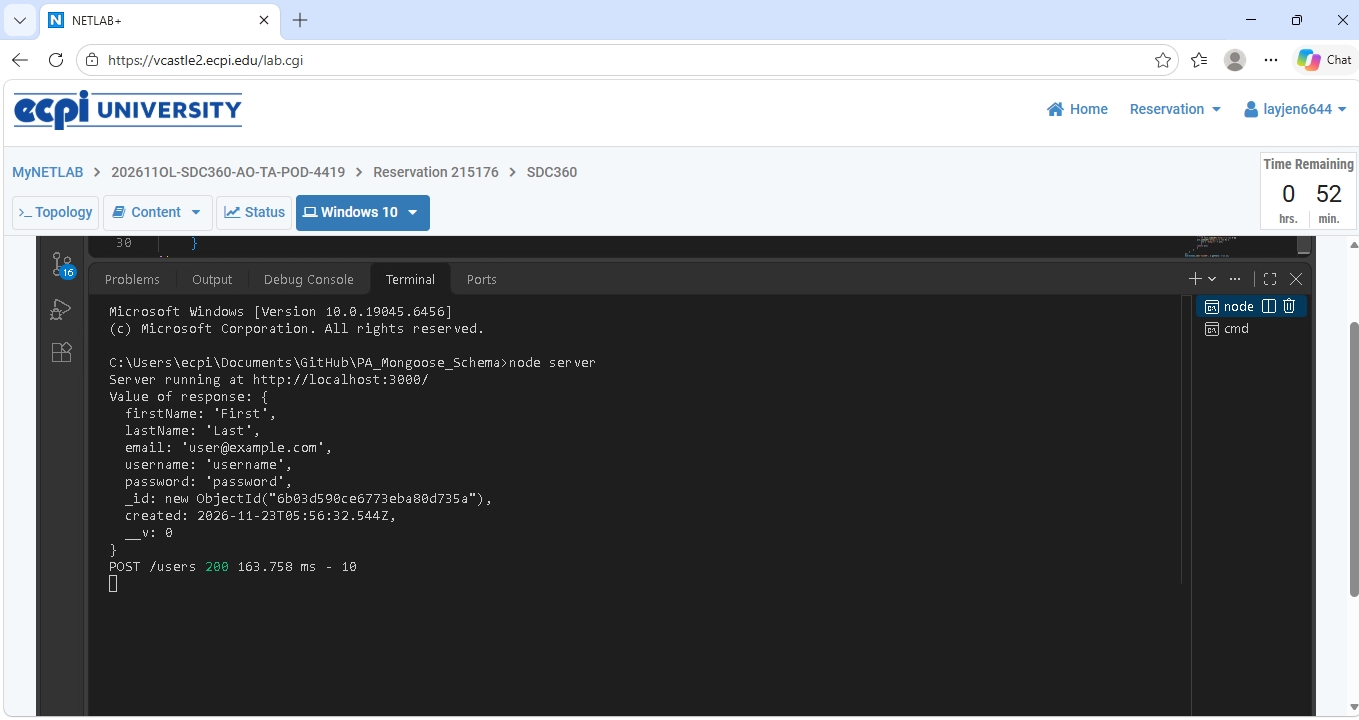 NETLAB+
https://vcastle2.ecpi.edu/lab.cgi
Chat
ecpi UNIVERSITY
Home Reservation layjen6644
MyNETLAB > 202611OL-SDC360-AO-TA-POD-4419 > Reservation 215176 > SDC360
Time Remaining
0 52
hrs. min.
>_ Topology Content Status Windows 10
30 }
16
Problems Output Debug Console Terminal Ports
node
cmd
Microsoft Windows [Version 10.0.19045.6456]
(c) Microsoft Corporation. All rights reserved.
C:\Users\ecpi\Documents\GitHub\PA_Mongoose_Schema>node server
Server running at http://localhost:3000/
Value of response: {
firstName: 'First',
lastName: 'Last',
email: 'user@example.com',
username: 'username',
password: 'password',
_id: new ObjectId("6b03d590ce6773eba80d735a"),
created: 2026-11-23T05:56:32.544Z,
__v: 0
}
POST /users 200 163.758 ms - 10